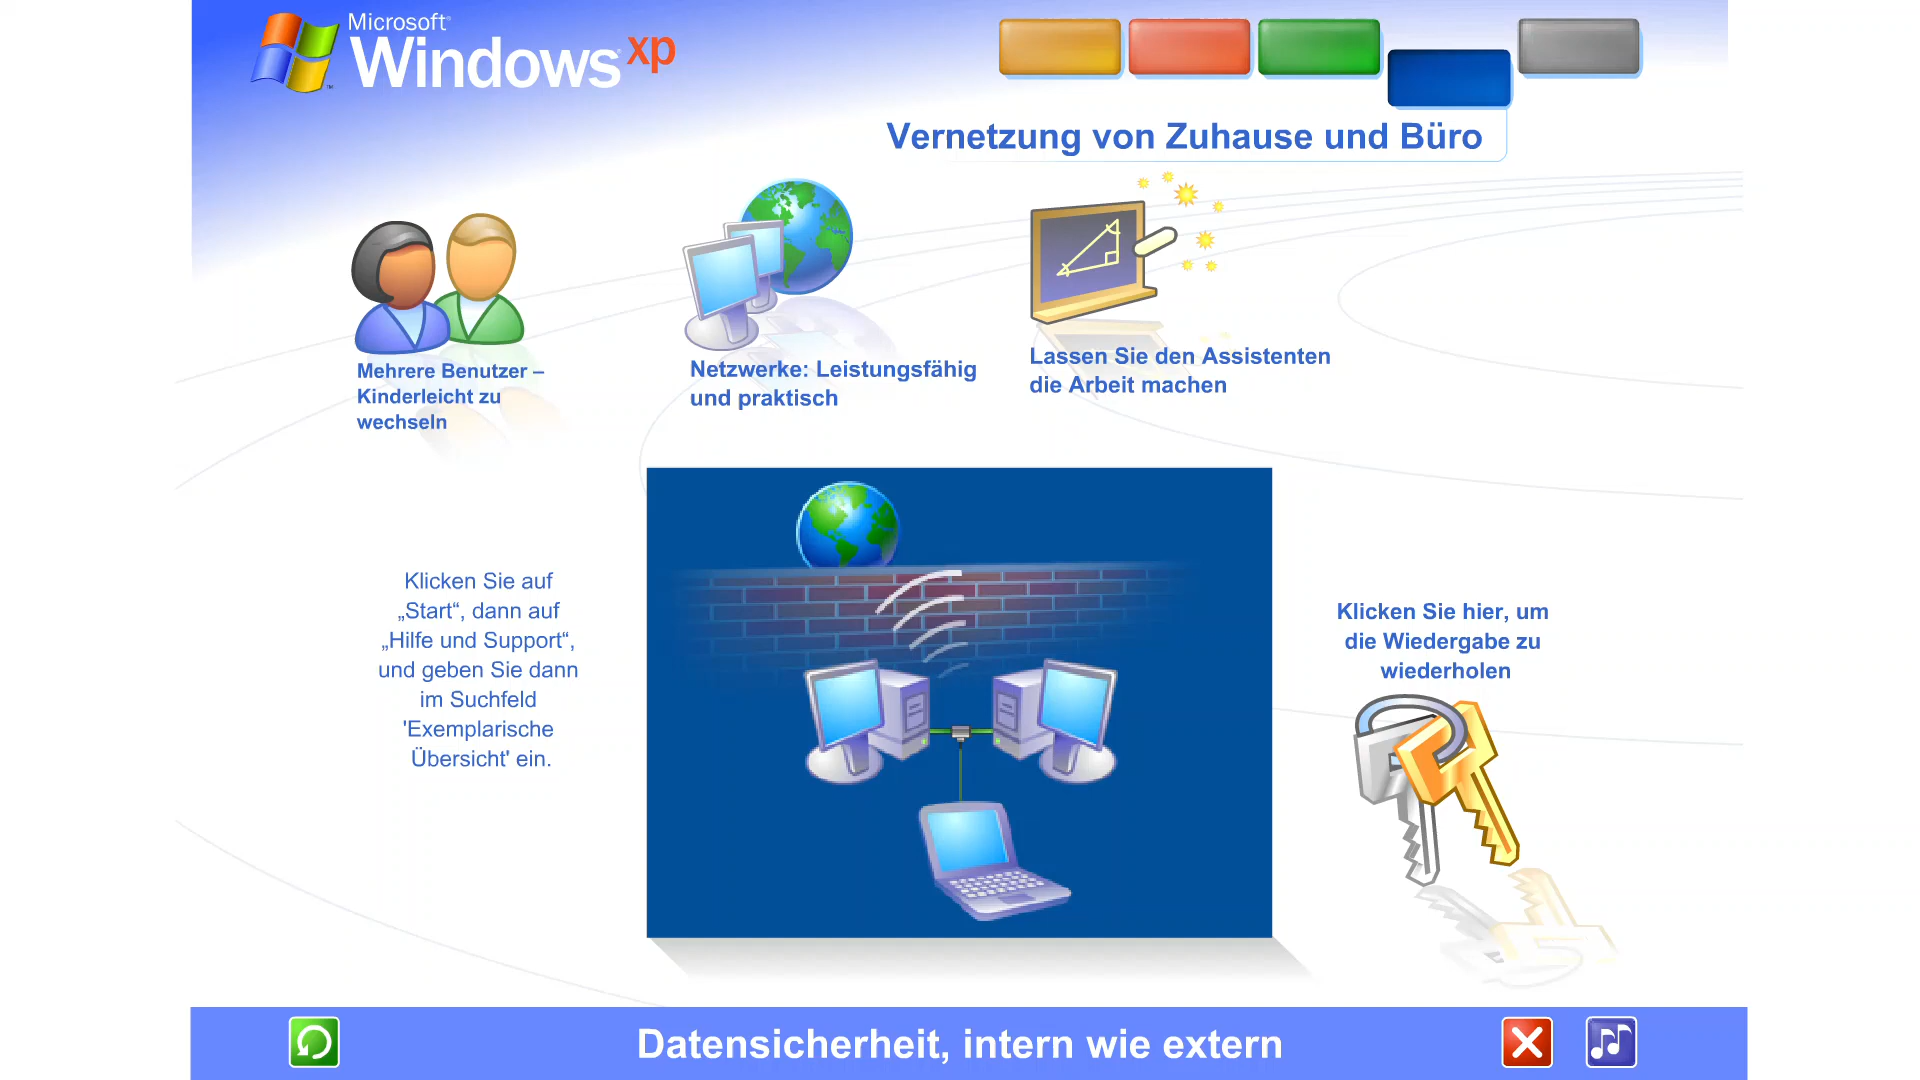 Microsoft
Windows xp
Vernetzung von Zuhause und Büro
Mehrere Benutzer –
Kinderleicht zu
wechseln
Netzwerke: Leistungsfähig
und praktisch
Lassen Sie den Assistenten
die Arbeit machen
Klicken Sie auf
„Start“, dann auf
„Hilfe und Support“,
und geben Sie dann
im Suchfeld
'Exemplarische
Übersicht' ein.
Klicken Sie hier, um
die Wiedergabe zu
wiederholen
Datensicherheit, intern wie extern